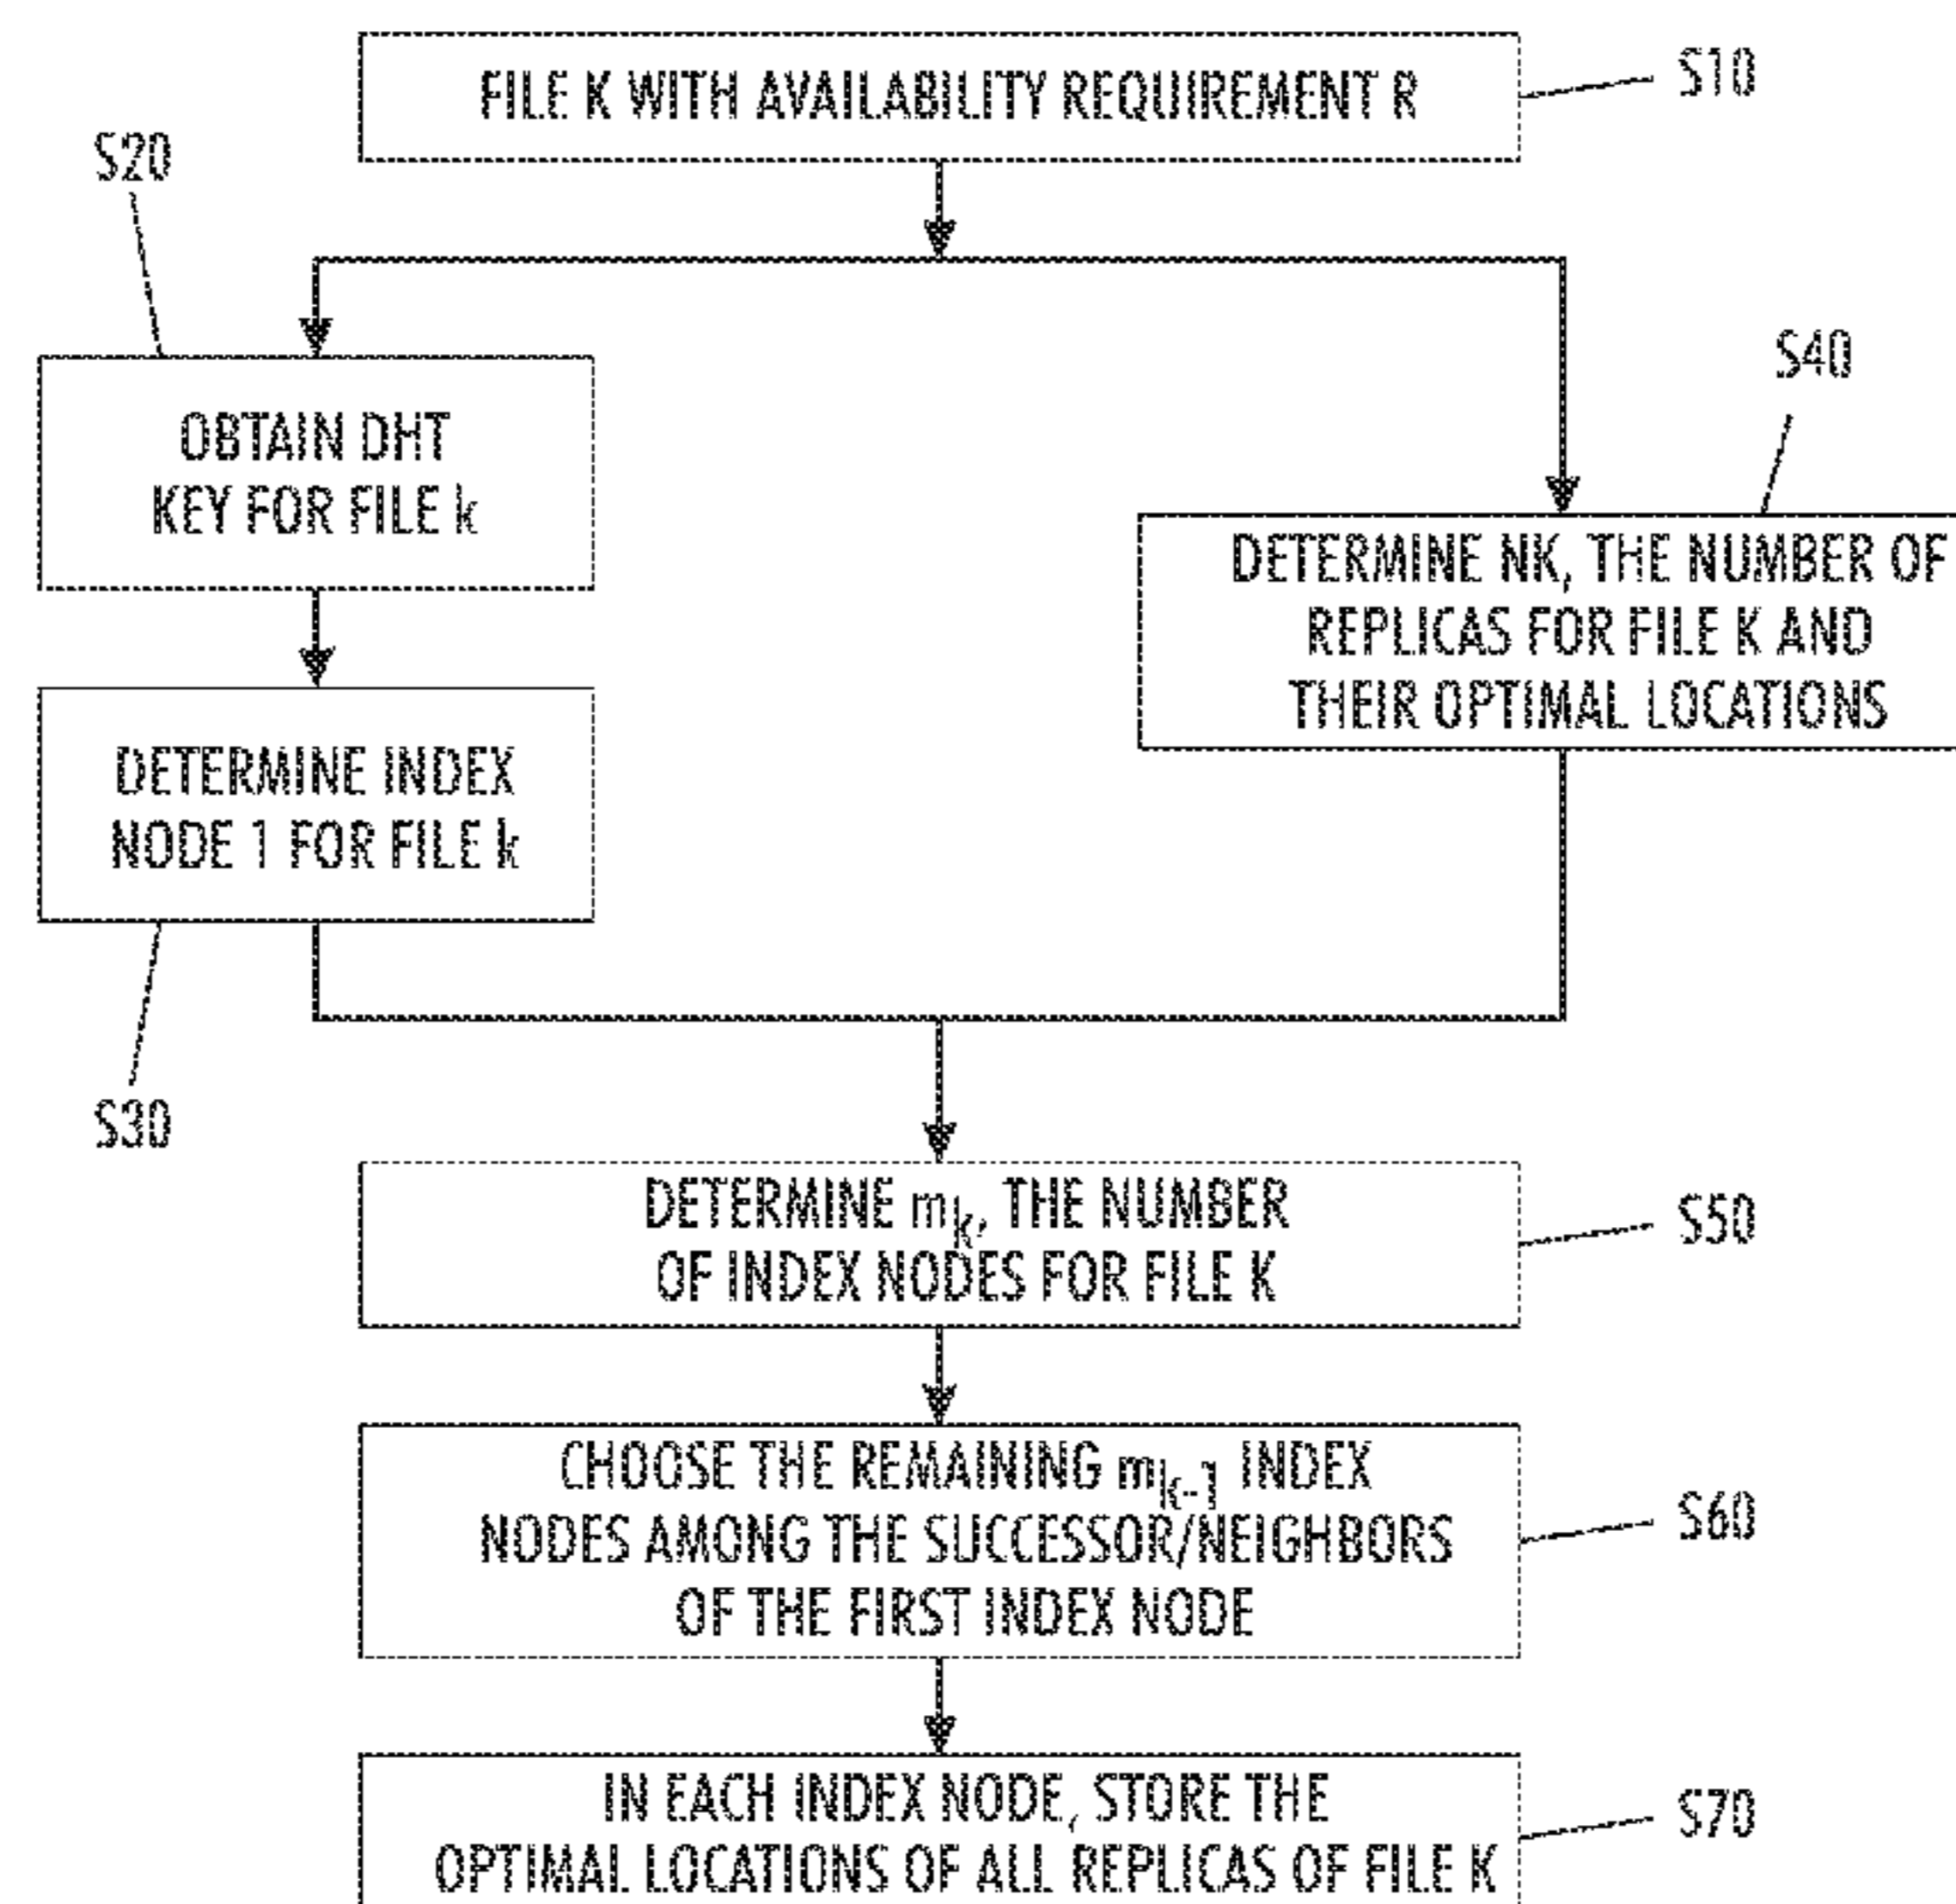 FILE K WITH AVAILABILITY REQUIREMENT R
S10
S20
OBTAIN DHT
KEY FOR FILE k
S40
DETERMINE NK, THE NUMBER OF
REPLICAS FOR FILE K AND
THEIR OPTIMAL LOCATIONS
DETERMINE INDEX
NODE 1 FOR FILE k
S30
DETERMINE mk, THE NUMBER
OF INDEX NODES FOR FILE K
S50
CHOOSE THE REMAINING mk-1 INDEX
NODES AMONG THE SUCCESSOR/NEIGHBORS
OF THE FIRST INDEX NODE
S60
IN EACH INDEX NODE, STORE THE
OPTIMAL LOCATIONS OF ALL REPLICAS OF FILE K
S70